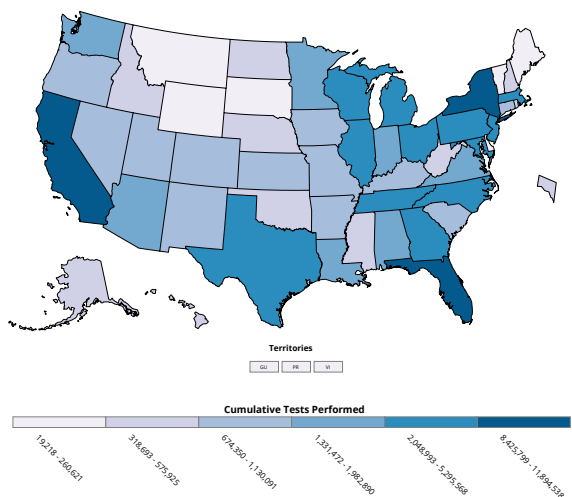 Territories
GU
PR
VI
Cumulative Tests Performed
19,218 - 260,621
318,693 - 575,925
674,350 - 1,130,091
1,331,472 - 1,982,890
2,048,993 - 5,295,568
8,425,799 - 11,894,538